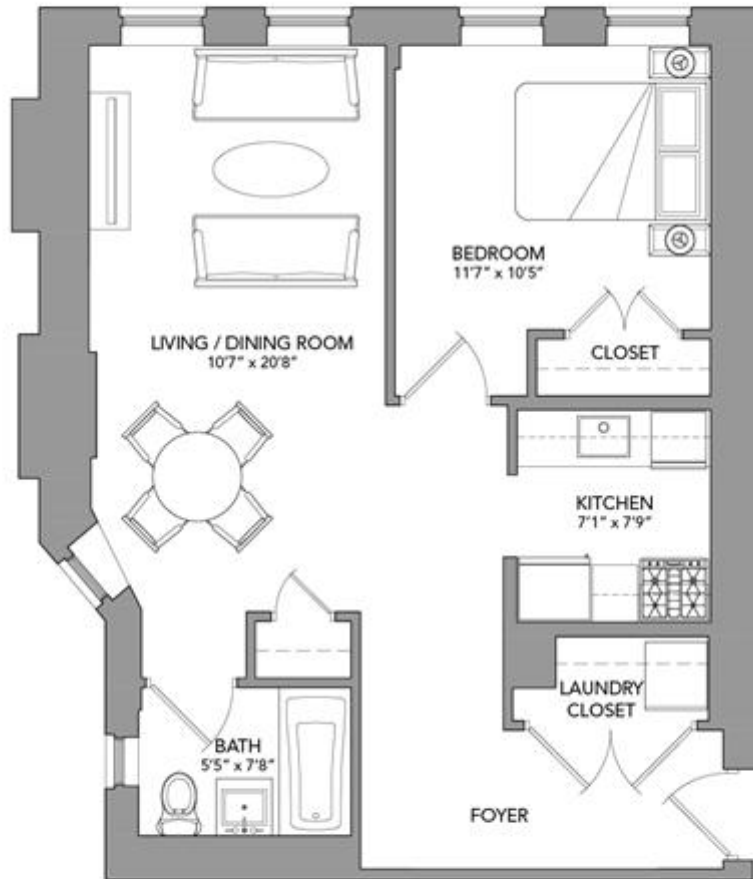 BEDROOM
11'7" x 10'5"
LIVING / DINING ROOM
10'7" x 20'8"
CLOSET
KITCHEN
7'1" x 7'9"
LAUNDRY
CLOSET
BATH
5'5" x 7'8"
FOYER